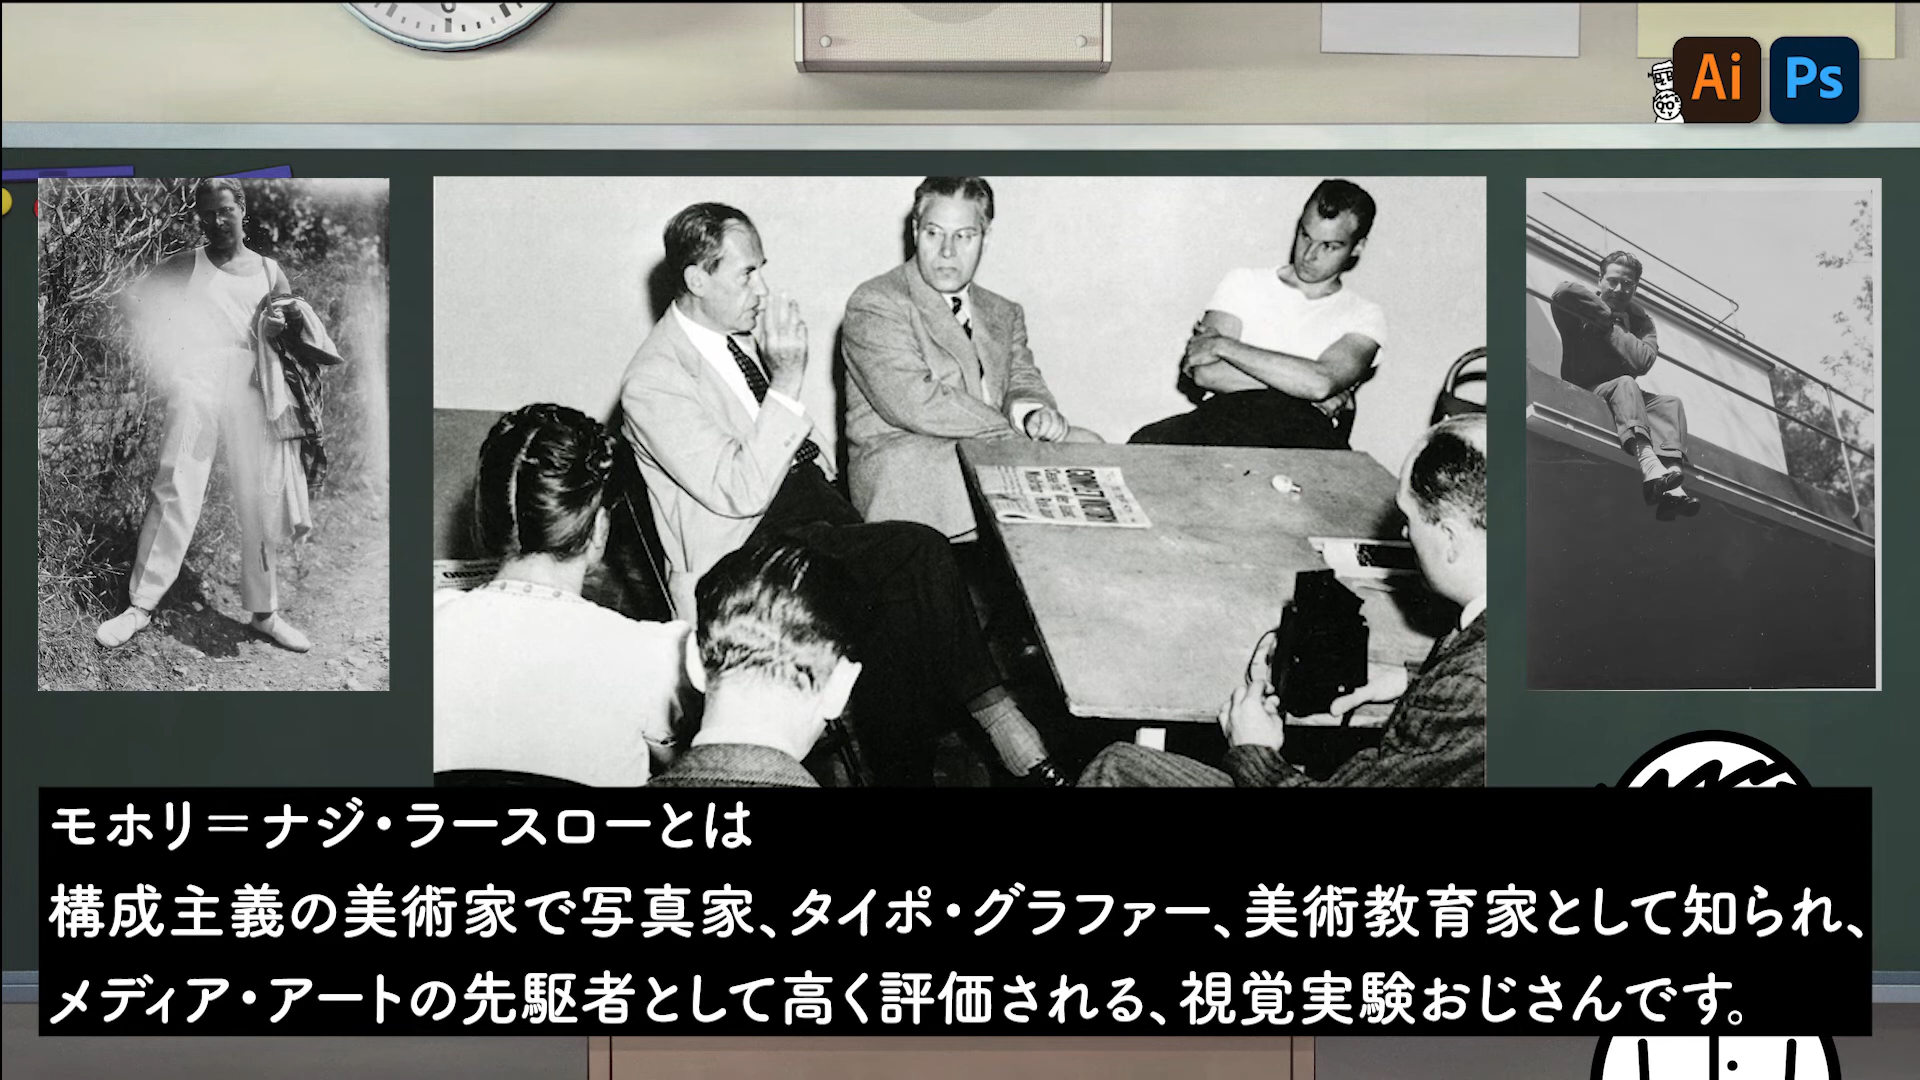 Ai Ps
モホリ＝ナジ・ラースローとは
構成主義の美術家で写真家、タイポ・グラファー、美術教育家として知られ、
メディア・アートの先駆者として高く評価される、視覚実験おじさんです。